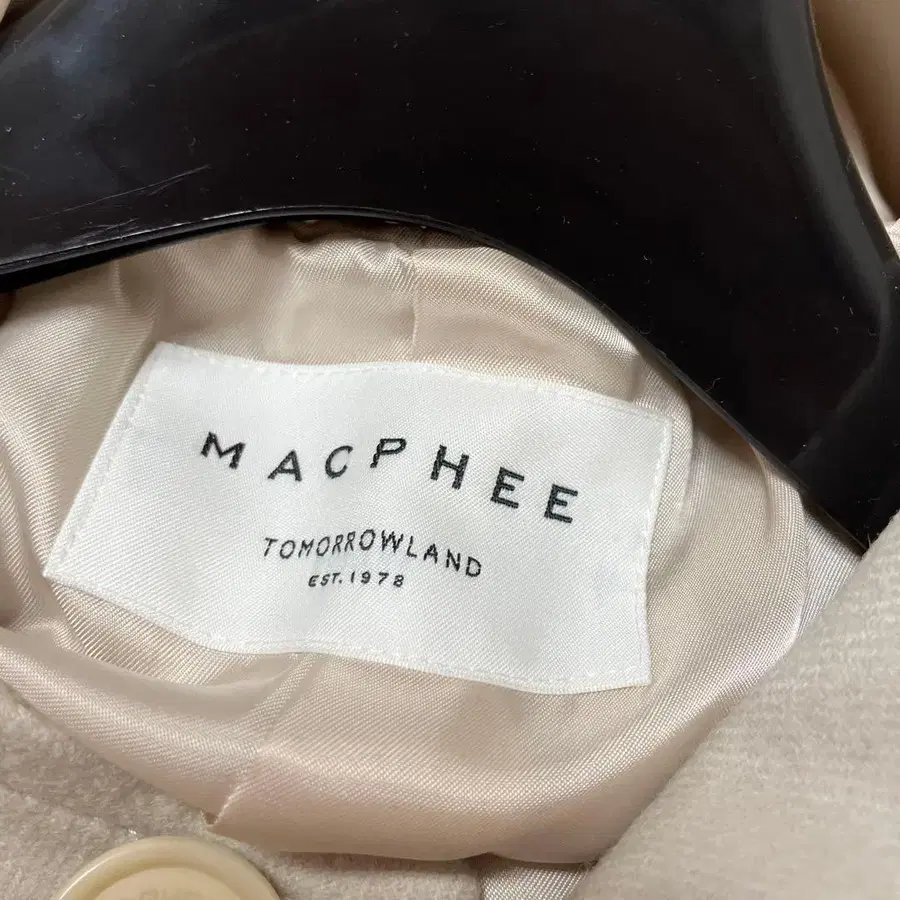 MACPHEE
TOMORROWLAND
EST. 1978